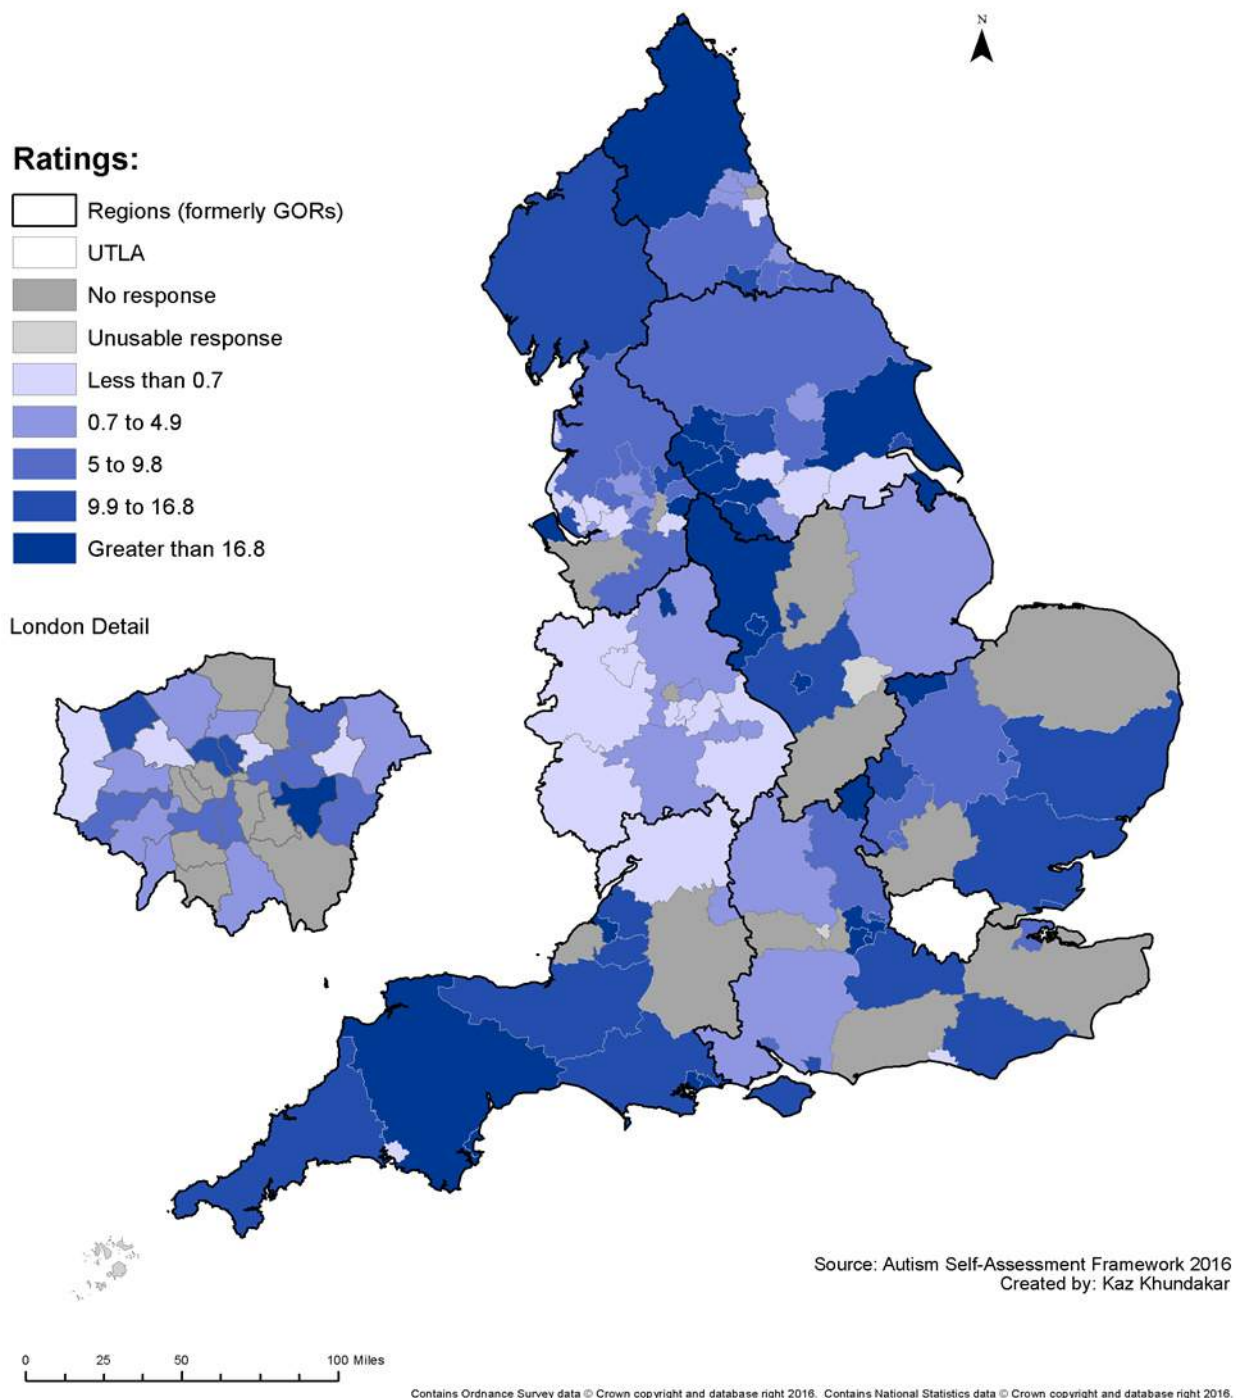 N
Ratings:
Regions (formerly GORs)
UTLA
No response
Unusable response
Less than 0.7
0.7 to 4.9
5 to 9.8
9.9 to 16.8
Greater than 16.8
London Detail
Source: Autism Self-Assessment Framework 2016
Created by: Kaz Khundakar
0 25 50 100 Miles
Contains Ordnance Survey data © Crown copyright and database right 2016. Contains National Statistics data © Crown copyright and database right 2016.